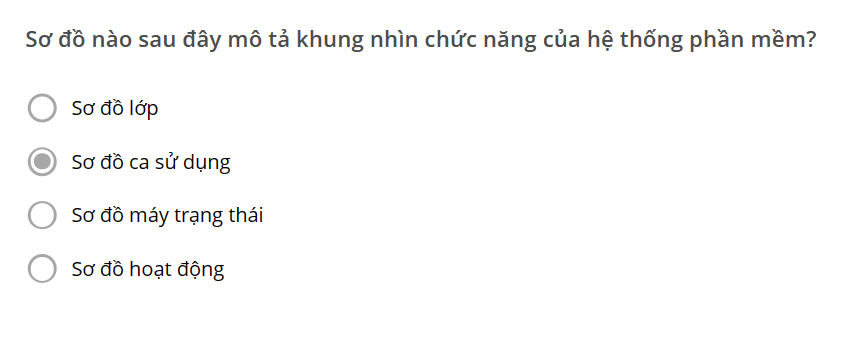 Sơ đồ nào sau đây mô tả khung nhìn chức năng của hệ thống phần mềm?
Sơ đồ lớp
Sơ đồ ca sử dụng
Sơ đồ máy trạng thái
Sơ đồ hoạt động